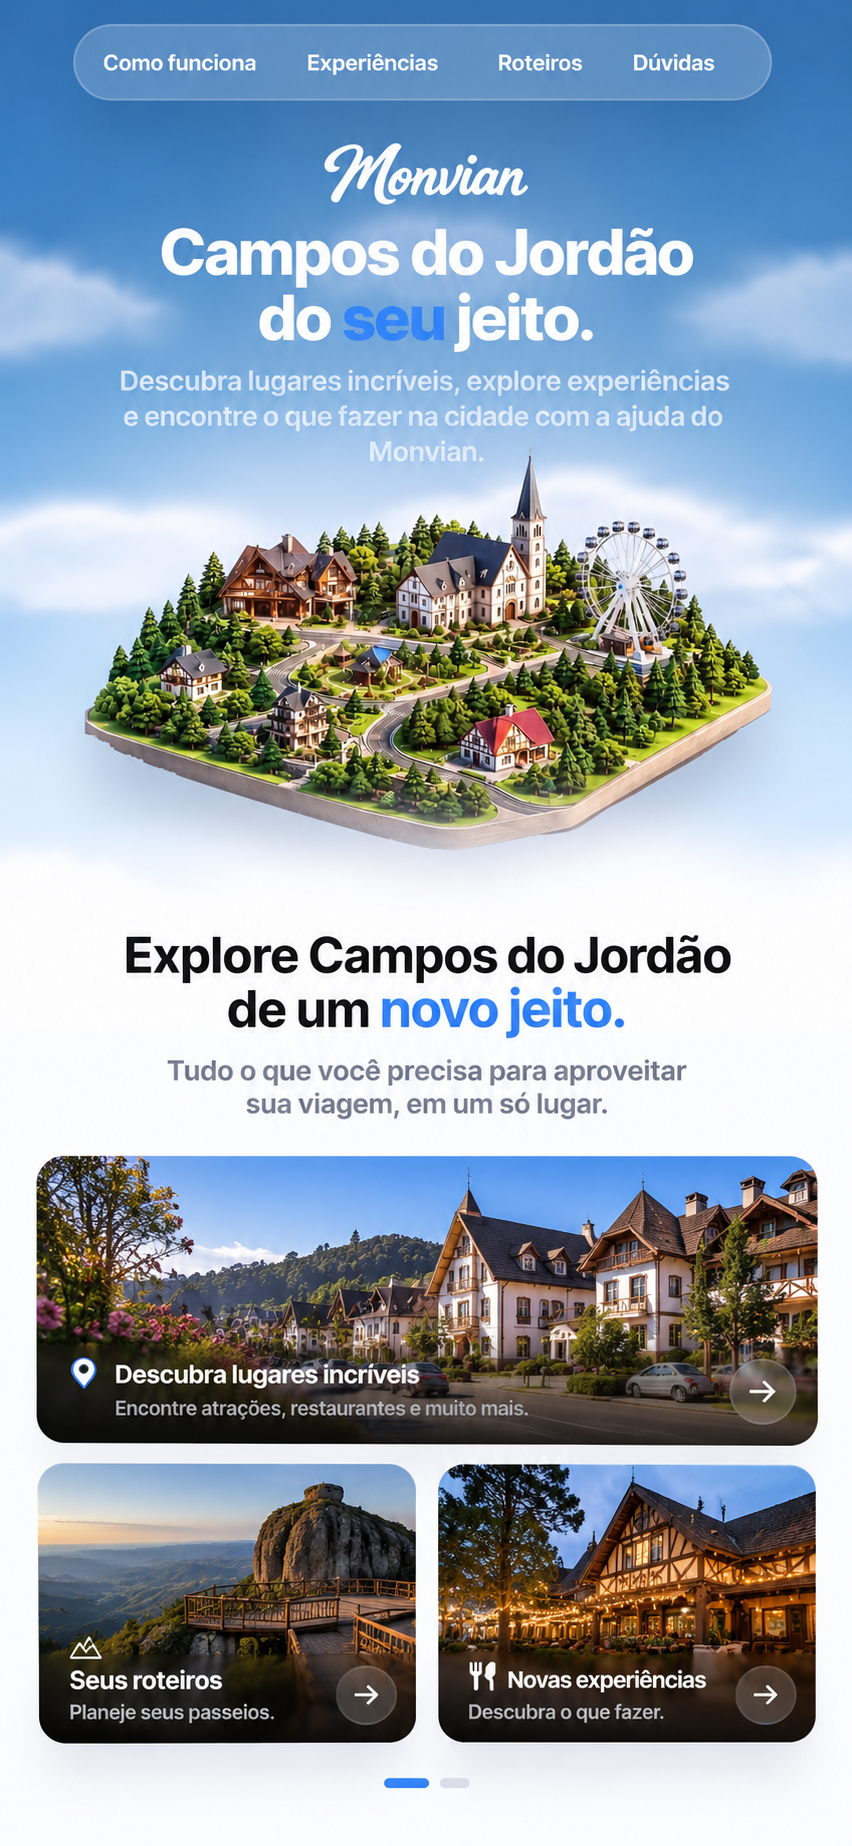 Como funciona
Experiências
Roteiros
Dúvidas
Monvian
Campos do Jordão
do seu jeito.
Descubra lugares incríveis, explore experiências
e encontre o que fazer na cidade com a ajuda do
Monvian.
Explore Campos do Jordão
de um novo jeito.
Tudo o que você precisa para aproveitar
sua viagem, em um só lugar.
Descubra lugares incríveis
Encontre atrações, restaurantes e muito mais.
Seus roteiros
Planeje seus passeios.
Novas experiências
Descubra o que fazer.